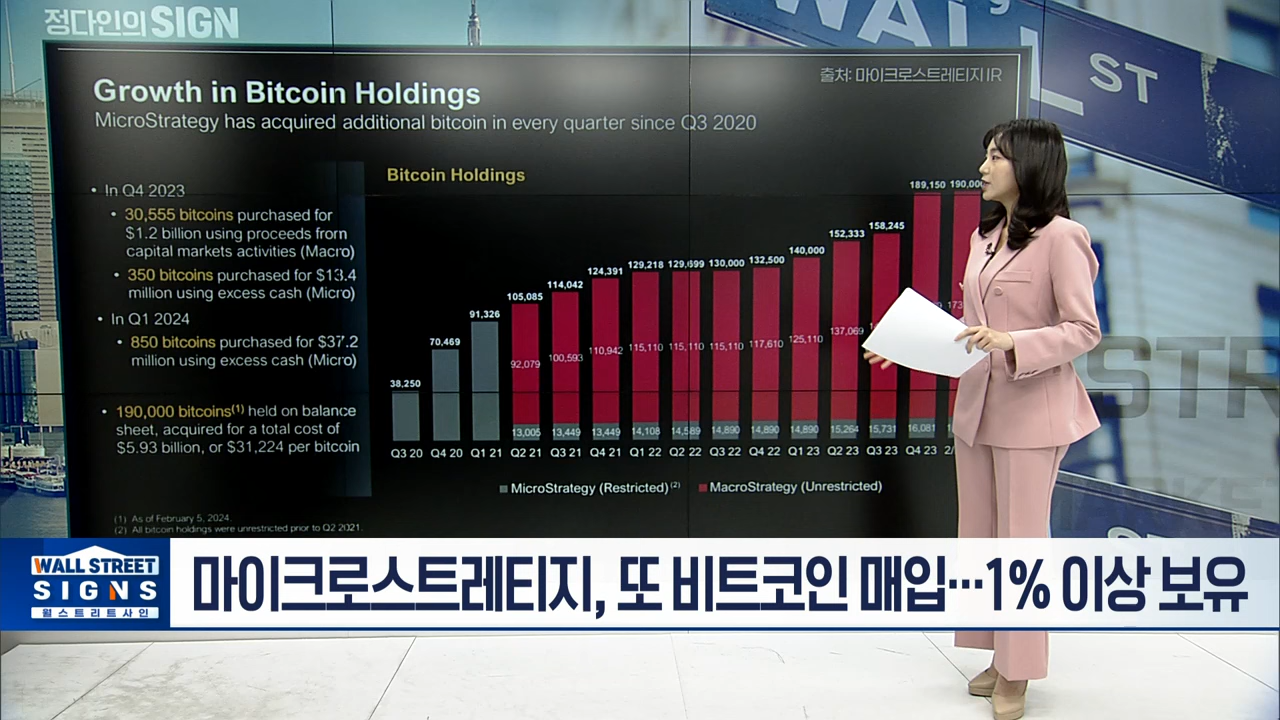 정다인의 SIGN
WALL ST
출처: 마이크로스트레티지 IR
Growth in Bitcoin Holdings
MicroStrategy has acquired additional bitcoin in every quarter since Q3 2020
• In Q4 2023
• 30,555 bitcoins purchased for
$1.2 billion using proceeds from
capital markets activities (Macro)
• 350 bitcoins purchased for $13.4
million using excess cash (Micro)
• In Q1 2024
• 850 bitcoins purchased for $37.2
million using excess cash (Micro)
• 190,000 bitcoins(1) held on balance
sheet, acquired for a total cost of
$5.93 billion, or $31,224 per bitcoin
(1) As of February 5, 2024.
(2) All bitcoin holdings were unrestricted prior to Q2 2021.
Bitcoin Holdings
38,250 70,469 91,326 105,085 114,042 124,391 129,218 129,699 130,000 132,500 140,000 152,333 158,245 189,150 190,000
92,079 100,593 110,942 115,110 115,110 115,110 117,610 125,110 137,069
13,005 13,449 13,449 14,108 14,589 14,890 14,890 14,890 15,264 15,731 16,081
Q3 20 Q4 20 Q1 21 Q2 21 Q3 21 Q4 21 Q1 22 Q2 22 Q3 22 Q4 22 Q1 23 Q2 23 Q3 23 Q4 23
MicroStrategy (Restricted)(2) MacroStrategy (Unrestricted)
STR
WALL STREET
SIGNS
월스트리트사인
마이크로스트레티지, 또 비트코인 매입…1% 이상 보유